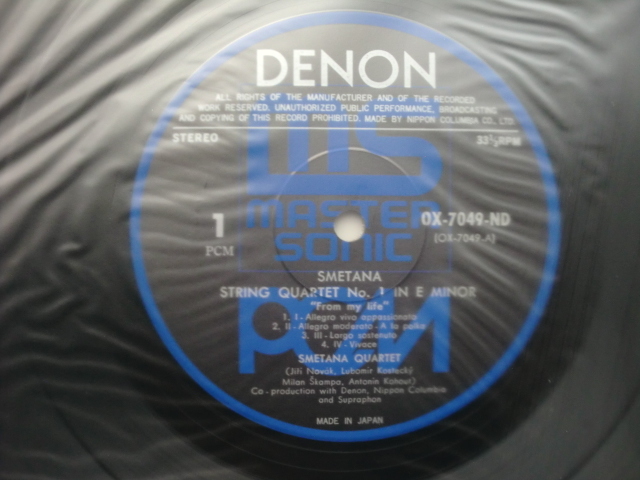 DENON
ALL RIGHTS OF THE MANUFACTURER AND OF THE RECORDED
WORK RESERVED. UNAUTHORIZED PUBLIC PERFORMANCE, BROADCASTING
AND COPYING OF THIS RECORD PROHIBITED. MADE BY NIPPON COLUMBIA CO., LTD
STEREO 33⅓RPM
MS
1 MASTER OX-7049-ND
PCM SONIC (OX-7049-A)
SMETANA
STRING QUARTET No. 1 IN E MINOR
"From my life"
1. I-Allegro vivo appassionato
2. II-Allegro moderato-A la polka
3. III-Largo sostenuto
4. IV-Vivace
PCM
SMETANA QUARTET
(Jiří Novák, Lubomír Kostecký
Milan Škampa, Antonín Kohout)
Co-production with Denon, Nippon Columbia
and Supraphon
MADE IN JAPAN